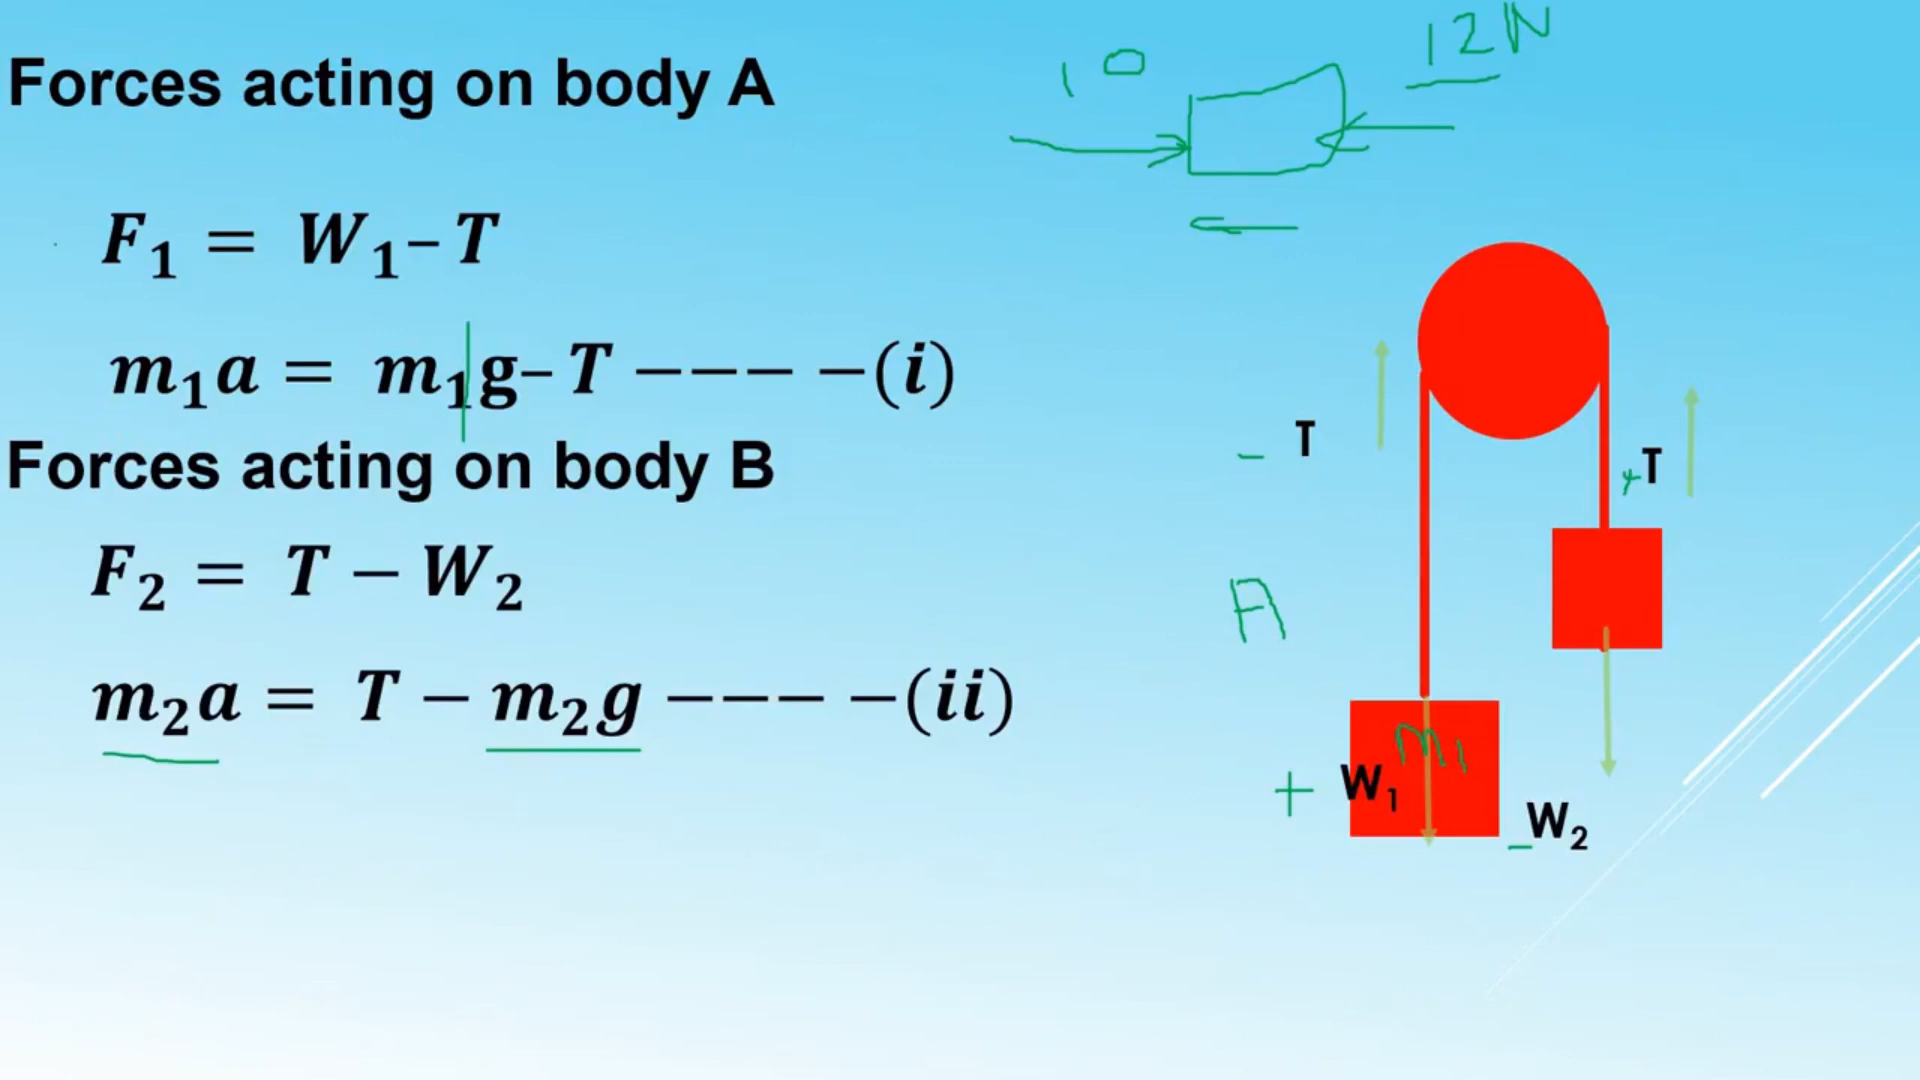 Forces acting on body A
F₁ = W₁– T
m₁a = m₁g– T –––– –(i)
Forces acting on body B
F₂ = T – W₂
m₂a = T – m₂g –––– –(ii)
10
12N
– T
+T
A
m₁
+ W₁
–W₂